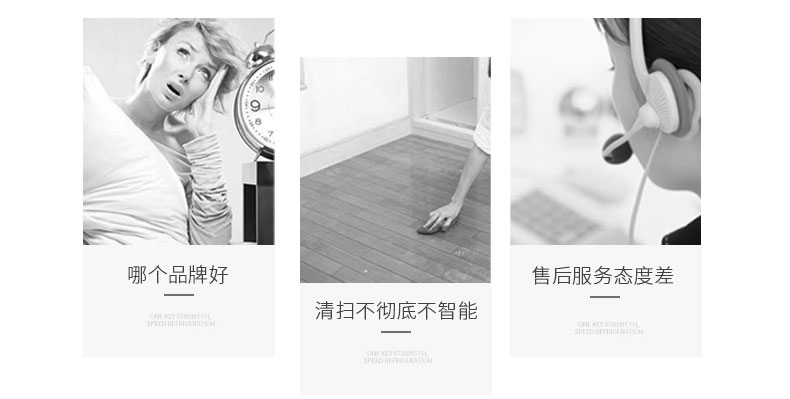 哪个品牌好
ONE KEY STRENGTH,
SPEED REFRIGERATION
清扫不彻底不智能
ONE KEY STRENGTH,
SPEED REFRIGERATION
售后服务态度差
ONE KEY STRENGTH,
SPEED REFRIGERATION